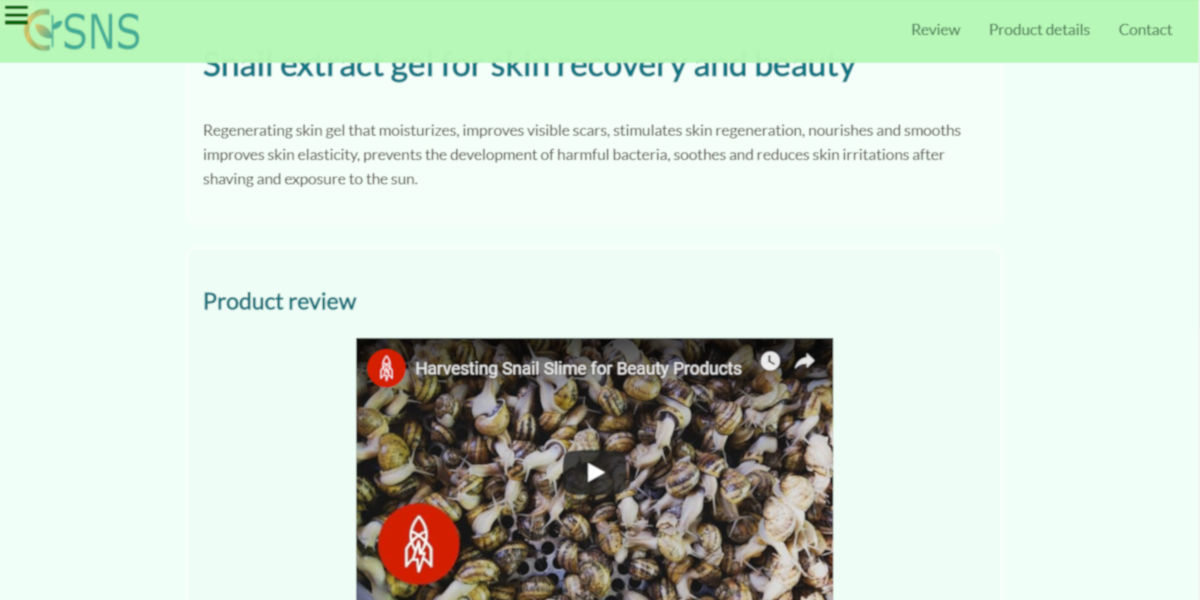 SNS
Review
Product details
Contact
Snail extract gel for skin recovery and beauty
Regenerating skin gel that moisturizes, improves visible scars, stimulates skin regeneration, nourishes and smooths
improves skin elasticity, prevents the development of harmful bacteria, soothes and reduces skin irritations after
shaving and exposure to the sun.
Product review
Harvesting Snail Slime for Beauty Products